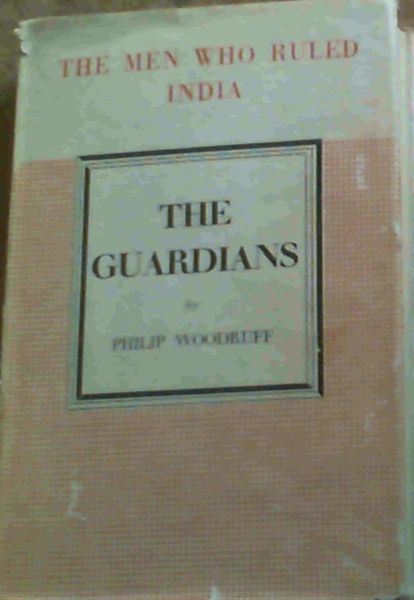 THE MEN WHO RULED
INDIA
THE
GUARDIANS
by
PHILIP WOODRUFF